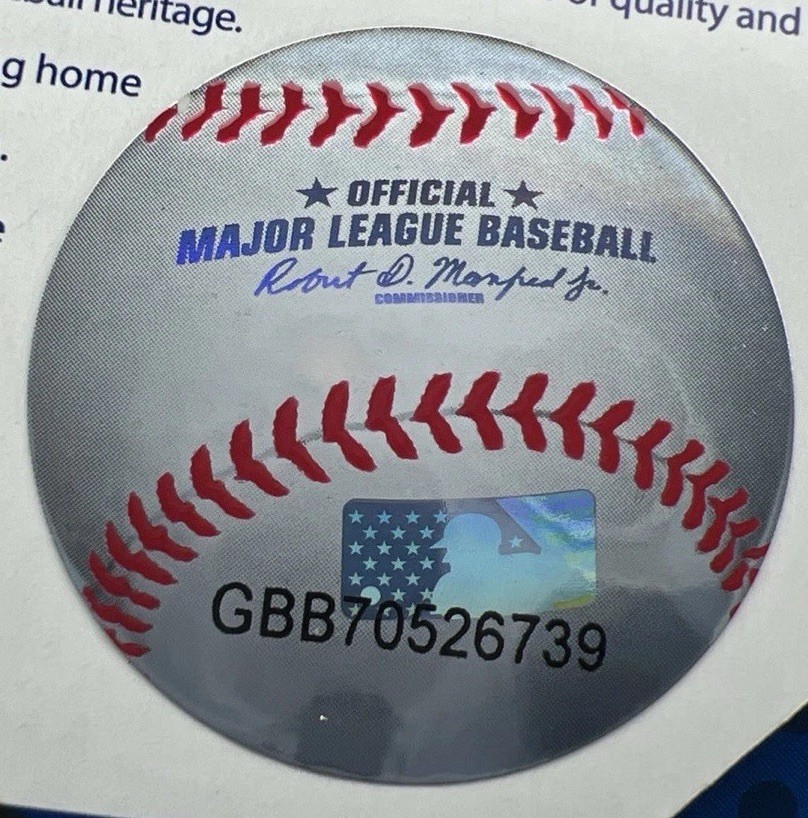 heritage.
quality and
g home
OFFICIAL
MAJOR LEAGUE BASEBALL
Robert D. Manfred Jr.
COMMISSIONER
GBB70526739